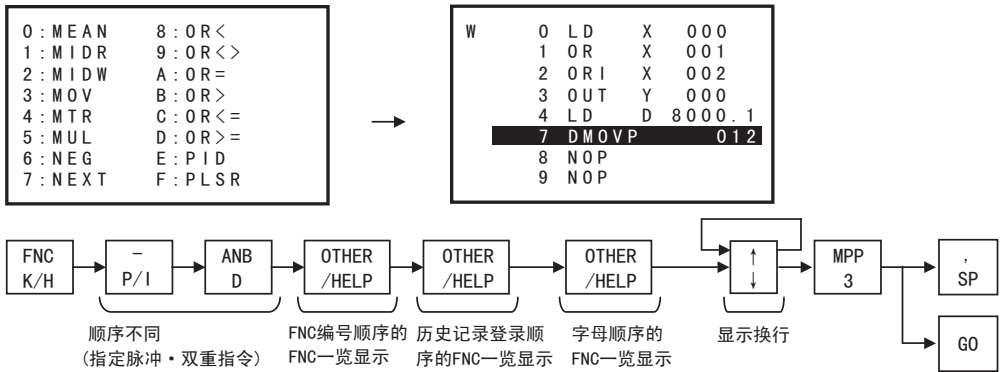 0:MEAN 8:OR<
1:MIDR 9:OR<>
2:MIDW A:OR=
3:MOV B:OR>
4:MTR C:OR<=
5:MUL D:OR>=
6:NEG E:PID
7:NEXT F:PLSR
W 0 LD X 000
1 OR X 001
2 ORI X 002
3 OUT Y 000
4 LD D 8000.1
7 DMOVP 012
8 NOP
9 NOP
FNC
K/H
−
P/I
ANB
D
OTHER
/HELP
OTHER
/HELP
OTHER
/HELP
↑
↓
MPP
3
,
SP
GO
顺序不同
(指定脉冲・双重指令)
FNC编号顺序的
FNC一览显示
历史记录登录顺
序的FNC一览显示
字母顺序的
FNC一览显示
显示换行